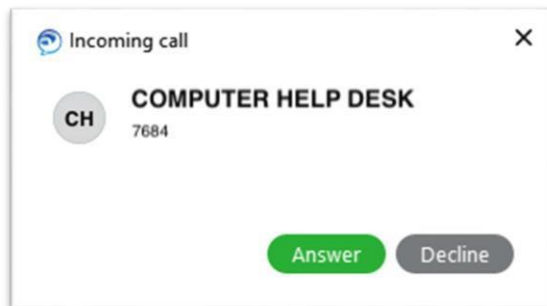 Incoming call
CH
COMPUTER HELP DESK
7684
Answer
Decline